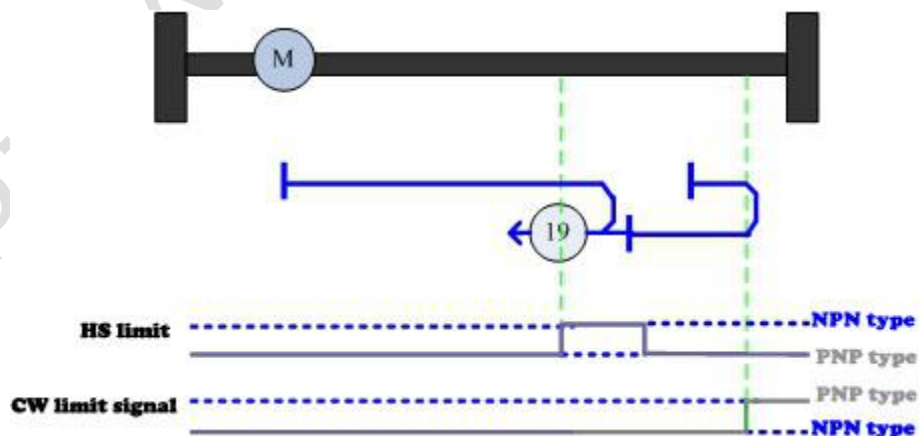 M
19
HS limit
NPN type
PNP type
CW limit signal
PNP type
NPN type